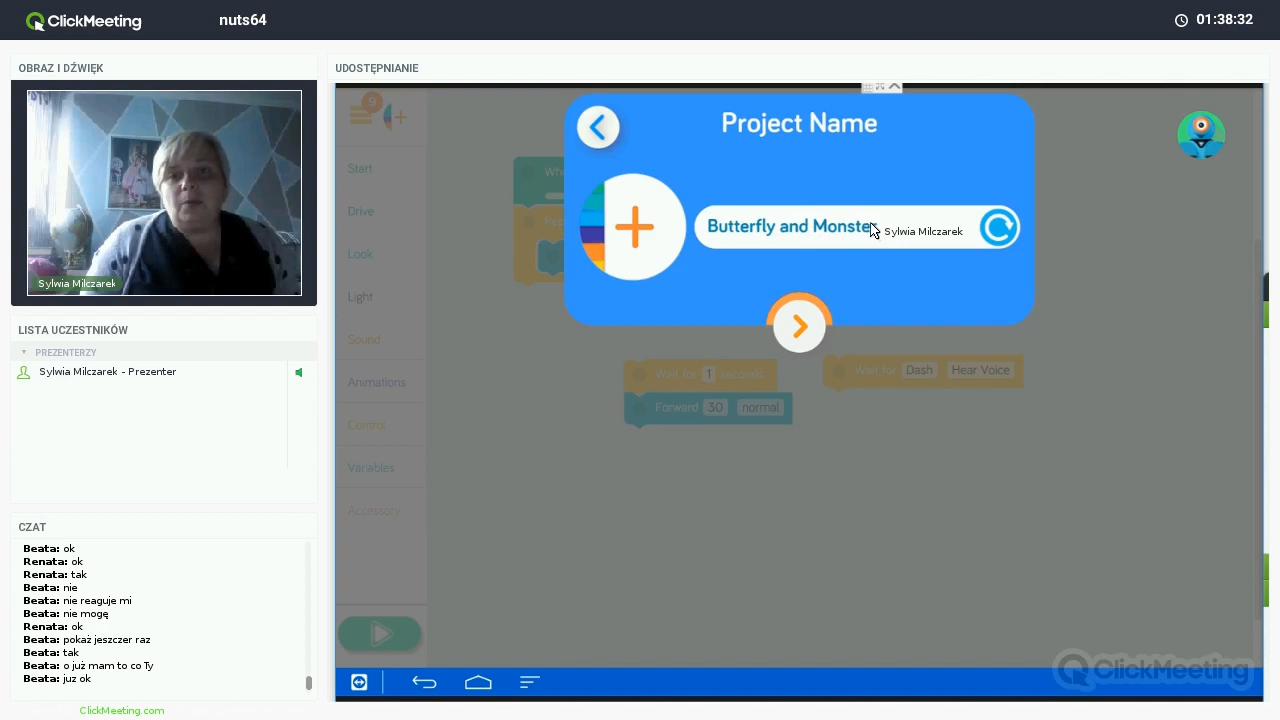 ClickMeeting
nuts64
01:38:32
OBRAZ I DŹWIĘK
Sylwia Milczarek
LISTA UCZESTNIKÓW
PREZENTERZY
Sylwia Milczarek - Prezenter
CZAT
Beata: ok
Renata: ok
Renata: tak
Beata: nie
Beata: nie reaguje mi
Beata: nie mogę
Renata: ok
Beata: pokaż jeszczer raz
Beata: tak
Beata: o już mam to co Ty
Beata: juz ok
ClickMeeting.com
UDOSTĘPNIANIE
9
Start
Drive
Look
Light
Sound
Animations
Control
Variables
Accessory
Project Name
Butterfly and Monster
Sylwia Milczarek
Wait for 1 seconds
Forward 30 normal
Wait for Dash Hear Voice
ClickMeeting